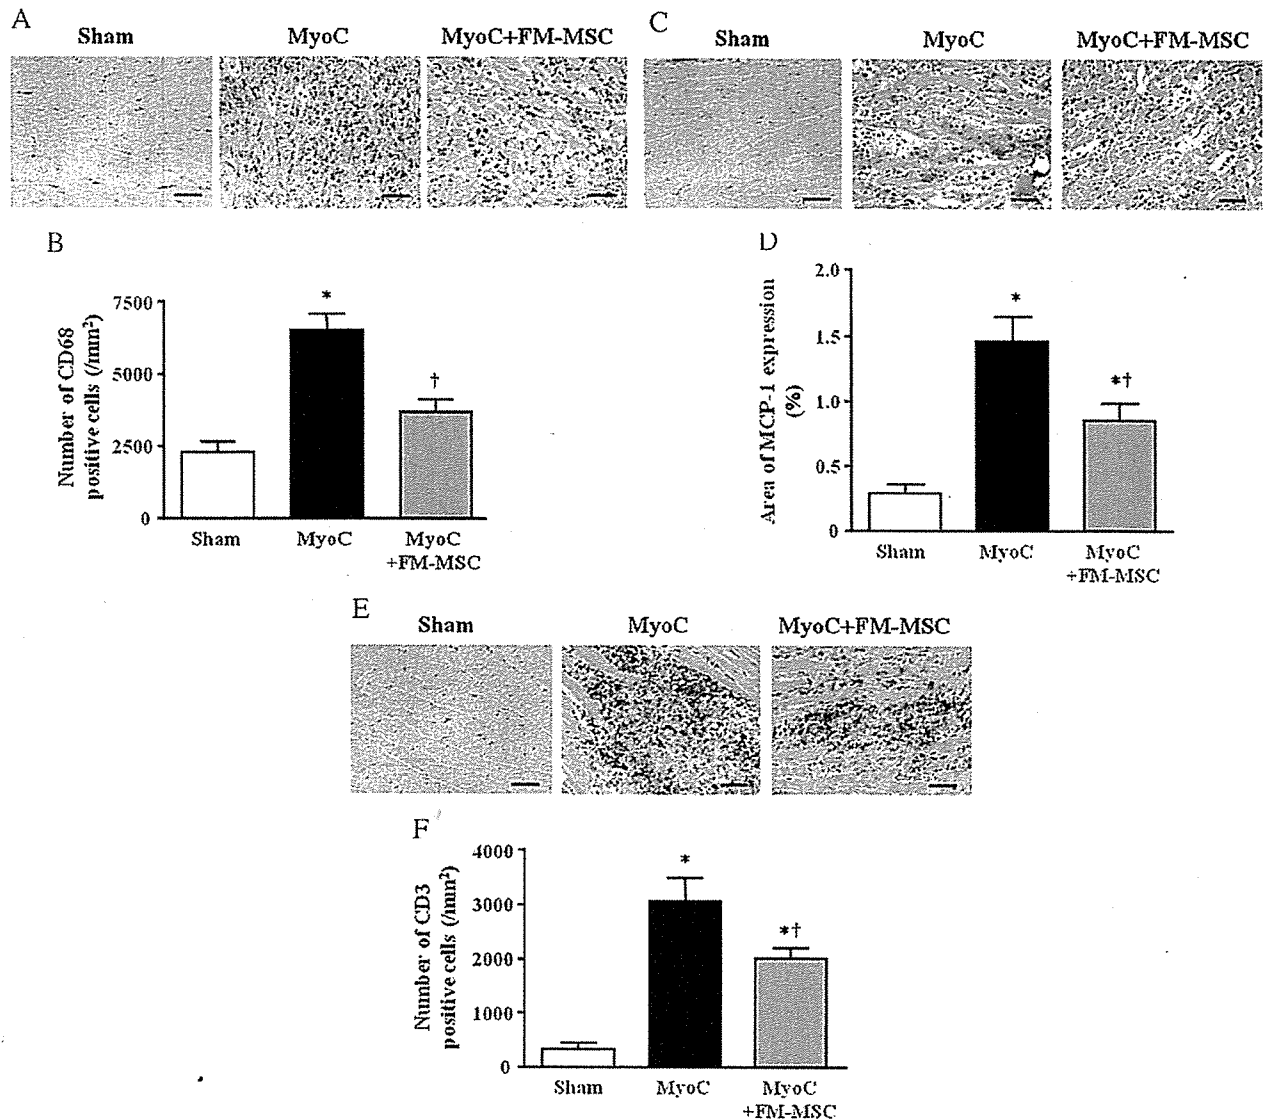 A
Sham MyoC MyoC+FM-MSC
C
Sham MyoC MyoC+FM-MSC
B
Number of CD68
positive cells (/mm²)
7500
5000
2500
0
*
†
Sham MyoC MyoC
+FM-MSC
D
Area of MCP-1 expression
(%)
2.0
1.5
1.0
0.5
0
*
*†
Sham MyoC MyoC
+FM-MSC
E
Sham MyoC MyoC+FM-MSC
F
Number of CD3
positive cells (/mm²)
4000
3000
2000
1000
0
*
*†
Sham MyoC MyoC
+FM-MSC